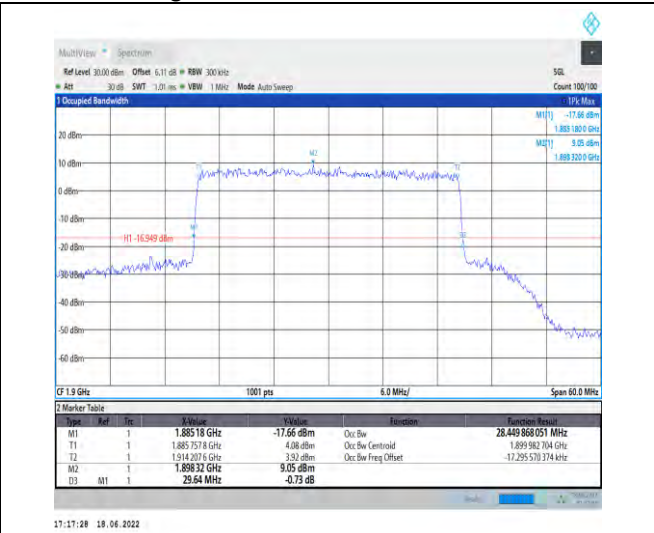 MultiView Spectrum
Ref Level 30.00 dBm Offset 6.11 dB RBW 300 kHz SGL
Att 30 dB SWT 1.01 ms VBW 1 MHz Mode Auto Sweep Count 100/100
1 Occupied Bandwidth 1Pk Max
M1[1] -17.66 dBm
1.885 180 0 GHz
M2[1] 9.05 dBm
1.898 320 0 GHz
20 dBm
M2
10 dBm
T1 T2
0 dBm
-10 dBm
M1
H1 -16.949 dBm
-20 dBm
-30 dBm
-40 dBm
-50 dBm
-60 dBm
CF 1.9 GHz 1001 pts 6.0 MHz/ Span 60.0 MHz
2 Marker Table
Type Ref Trc X-Value Y-Value Function Function Result
M1 1 1.88518 GHz -17.66 dBm Occ Bw 28.449 868 051 MHz
T1 1 1.885 757 8 GHz 4.08 dBm Occ Bw Centroid 1.899 982 704 GHz
T2 1 1.914 207 6 GHz 3.92 dBm Occ Bw Freq Offset -17.295 570 374 kHz
M2 1 1.89832 GHz 9.05 dBm
D3 M1 1 29.64 MHz -0.73 dB
17:17:20 18.06.2022